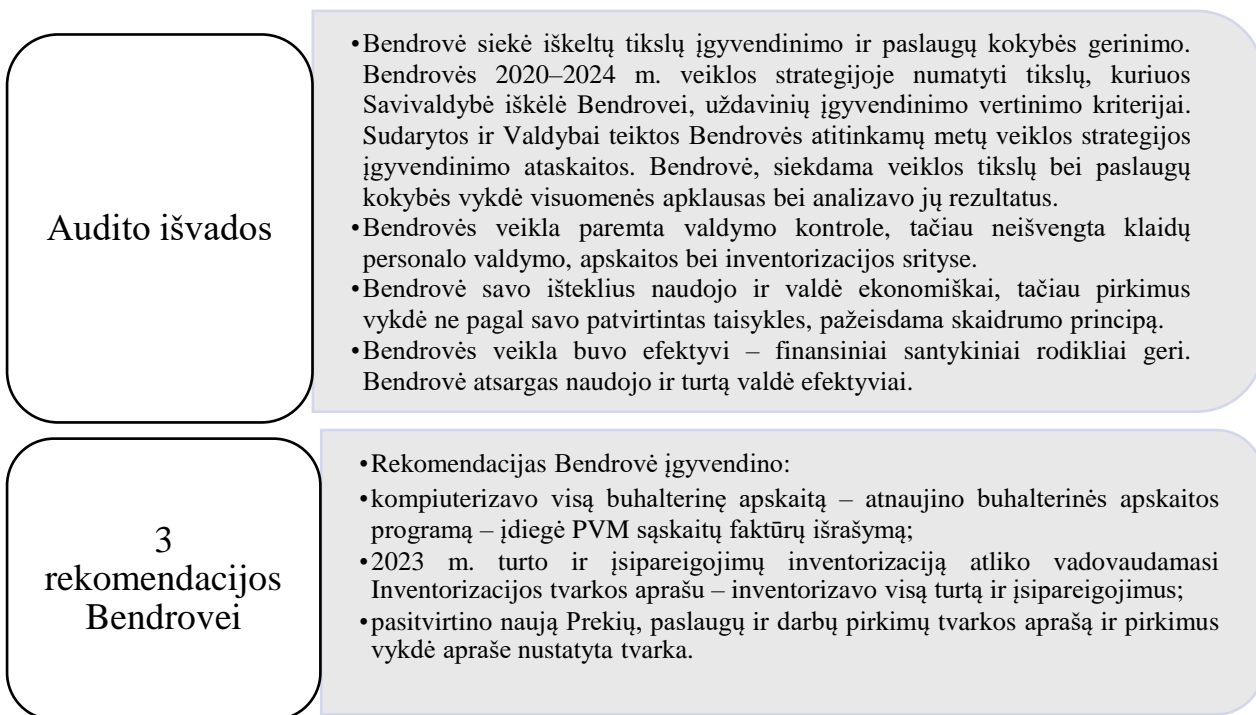 Audito išvados
•Bendrovė siekė iškeltų tikslų įgyvendinimo ir paslaugų kokybės gerinimo.
Bendrovės 2020–2024 m. veiklos strategijoje numatyti tikslų, kuriuos
Savivaldybė iškėlė Bendrovei, uždavinių įgyvendinimo vertinimo kriterijai.
Sudarytos ir Valdybai teiktos Bendrovės atitinkamų metų veiklos strategijos
įgyvendinimo ataskaitos. Bendrovė, siekdama veiklos tikslų bei paslaugų
kokybės vykdė visuomenės apklausas bei analizavo jų rezultatus.
•Bendrovės veikla paremta valdymo kontrole, tačiau neišvengta klaidų
personalo valdymo, apskaitos bei inventorizacijos srityse.
•Bendrovė savo išteklius naudojo ir valdė ekonomiškai, tačiau pirkimus
vykdė ne pagal savo patvirtintas taisykles, pažeisdama skaidrumo principą.
•Bendrovės veikla buvo efektyvi – finansiniai santykiniai rodikliai geri.
Bendrovė atsargas naudojo ir turtą valdė efektyviai.
3
rekomendacijos
Bendrovei
•Rekomendacijas Bendrovė įgyvendino:
•kompiuterizavo visą buhalterinę apskaitą – atnaujino buhalterinės apskaitos
programą – įdiegė PVM sąskaitų faktūrų išrašymą;
•2023 m. turto ir įsipareigojimų inventorizaciją atliko vadovaudamasi
Inventorizacijos tvarkos aprašu – inventorizavo visą turtą ir įsipareigojimus;
•pasitvirtino naują Prekių, paslaugų ir darbų pirkimų tvarkos aprašą ir pirkimus
vykdė apraše nustatyta tvarka.